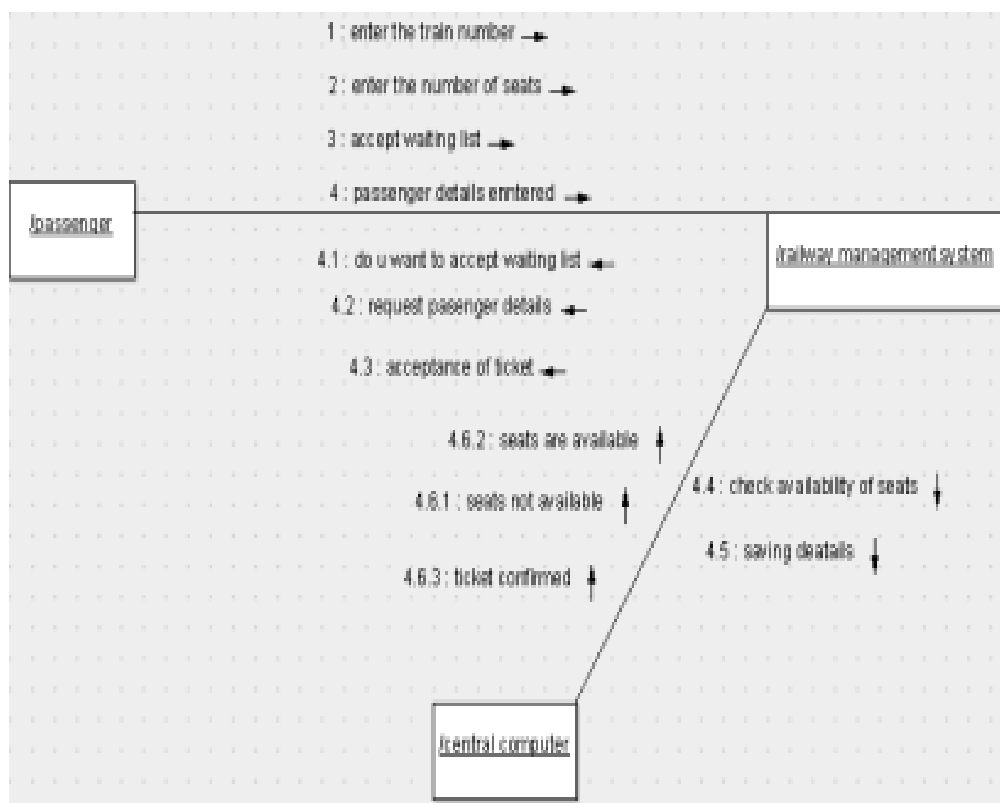 1 : enter the train number
2 : enter the number of seats
3 : accept waiting list
4 : passenger details enntered
/passenger
/railway management system
4.1 : do u want to accept waiting list
4.2 : request pasenger details
4.3 : acceptance of ticket
4.6.2 : seats are available
4.4 : check availability of seats
4.6.1 : seats not available
4.5 : saving deatails
4.6.3 : ticket confirmed
/central computer